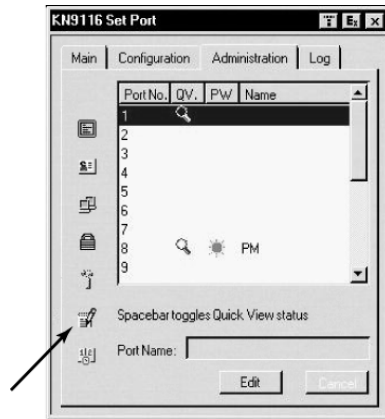 KN9116 Set Port
Main Configuration Administration Log
Port No. QV. PW Name
1
2
3
4
5
6
7
8 PM
9
Spacebar toggles Quick View status
Port Name:
Edit Cancel